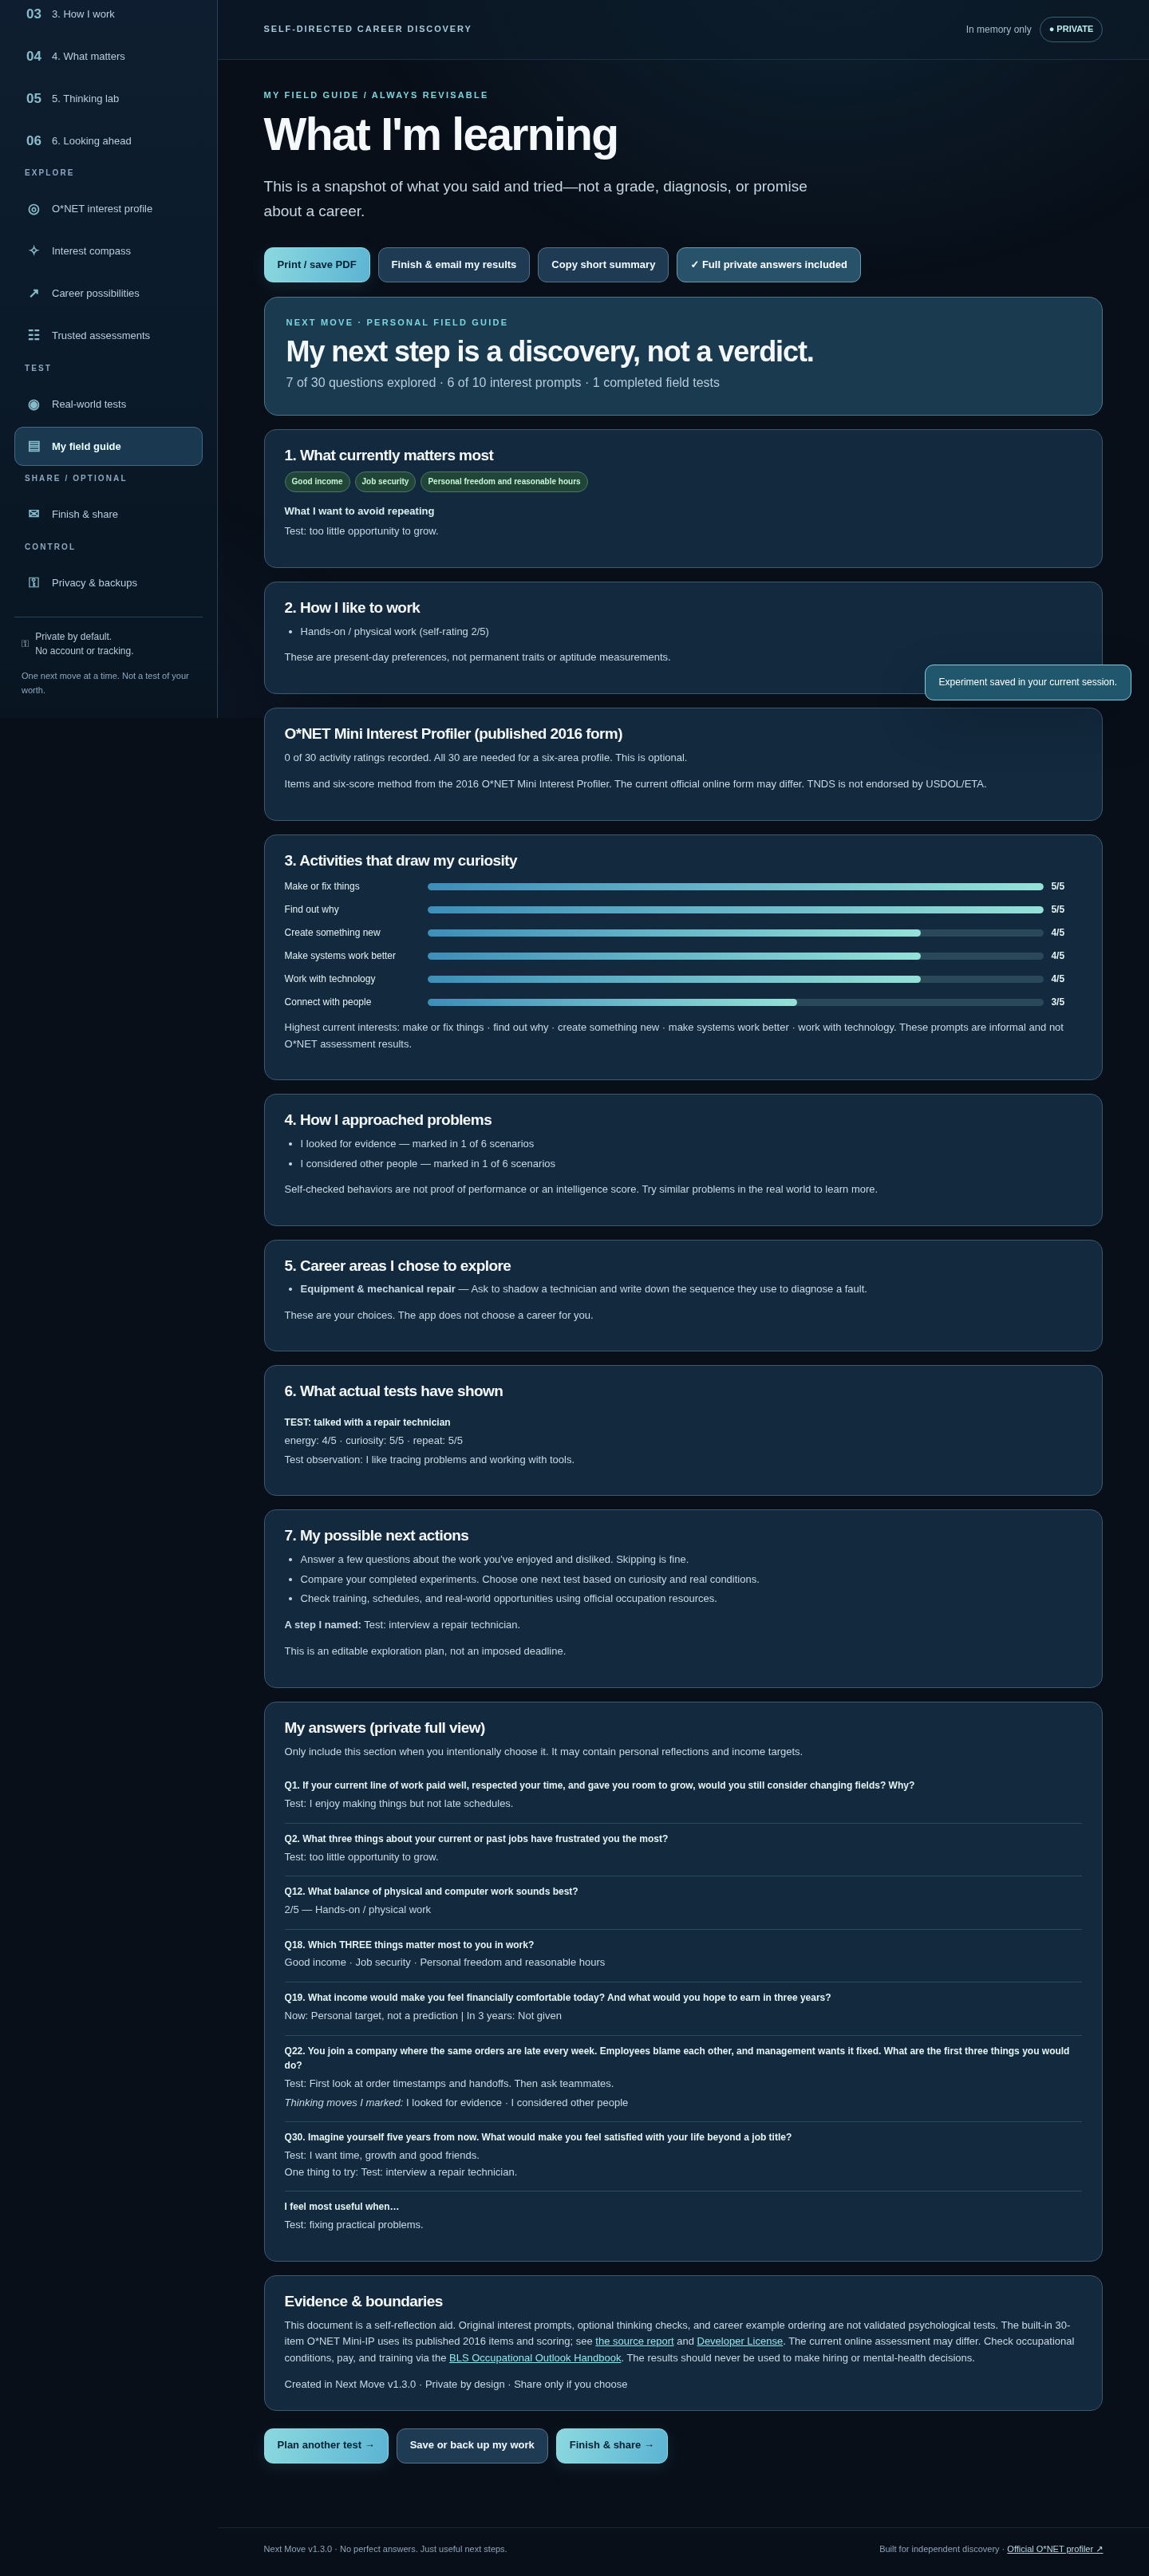 03 3. How I work
04 4. What matters
05 5. Thinking lab
06 6. Looking ahead
EXPLORE
O*NET interest profile
Interest compass
Career possibilities
Trusted assessments
TEST
Real-world tests
My field guide
SHARE / OPTIONAL
Finish & share
CONTROL
Privacy & backups
Private by default.
No account or tracking.
One next move at a time. Not a test of your
worth.
SELF-DIRECTED CAREER DISCOVERY
In memory only
● PRIVATE
MY FIELD GUIDE / ALWAYS REVISABLE
What I'm learning
This is a snapshot of what you said and tried—not a grade, diagnosis, or promise
about a career.
Print / save PDF
Finish & email my results
Copy short summary
✓ Full private answers included
NEXT MOVE · PERSONAL FIELD GUIDE
My next step is a discovery, not a verdict.
7 of 30 questions explored · 6 of 10 interest prompts · 1 completed field tests
1. What currently matters most
Good income
Job security
Personal freedom and reasonable hours
What I want to avoid repeating
Test: too little opportunity to grow.
2. How I like to work
• Hands-on / physical work (self-rating 2/5)
These are present-day preferences, not permanent traits or aptitude measurements.
Experiment saved in your current session.
O*NET Mini Interest Profiler (published 2016 form)
0 of 30 activity ratings recorded. All 30 are needed for a six-area profile. This is optional.
Items and six-score method from the 2016 O*NET Mini Interest Profiler. The current official online form may differ. TNDS is not endorsed by USDOL/ETA.
3. Activities that draw my curiosity
Make or fix things 5/5
Find out why 5/5
Create something new 4/5
Make systems work better 4/5
Work with technology 4/5
Connect with people 3/5
Highest current interests: make or fix things · find out why · create something new · make systems work better · work with technology. These prompts are informal and not
O*NET assessment results.
4. How I approached problems
• I looked for evidence — marked in 1 of 6 scenarios
• I considered other people — marked in 1 of 6 scenarios
Self-checked behaviors are not proof of performance or an intelligence score. Try similar problems in the real world to learn more.
5. Career areas I chose to explore
• Equipment & mechanical repair — Ask to shadow a technician and write down the sequence they use to diagnose a fault.
These are your choices. The app does not choose a career for you.
6. What actual tests have shown
TEST: talked with a repair technician
energy: 4/5 · curiosity: 5/5 · repeat: 5/5
Test observation: I like tracing problems and working with tools.
7. My possible next actions
• Answer a few questions about the work you've enjoyed and disliked. Skipping is fine.
• Compare your completed experiments. Choose one next test based on curiosity and real conditions.
• Check training, schedules, and real-world opportunities using official occupation resources.
A step I named: Test: interview a repair technician.
This is an editable exploration plan, not an imposed deadline.
My answers (private full view)
Only include this section when you intentionally choose it. It may contain personal reflections and income targets.
Q1. If your current line of work paid well, respected your time, and gave you room to grow, would you still consider changing fields? Why?
Test: I enjoy making things but not late schedules.
Q2. What three things about your current or past jobs have frustrated you the most?
Test: too little opportunity to grow.
Q12. What balance of physical and computer work sounds best?
2/5 — Hands-on / physical work
Q18. Which THREE things matter most to you in work?
Good income · Job security · Personal freedom and reasonable hours
Q19. What income would make you feel financially comfortable today? And what would you hope to earn in three years?
Now: Personal target, not a prediction | In 3 years: Not given
Q22. You join a company where the same orders are late every week. Employees blame each other, and management wants it fixed. What are the first three things you would
do?
Test: First look at order timestamps and handoffs. Then ask teammates.
Thinking moves I marked: I looked for evidence · I considered other people
Q30. Imagine yourself five years from now. What would make you feel satisfied with your life beyond a job title?
Test: I want time, growth and good friends.
One thing to try: Test: interview a repair technician.
I feel most useful when…
Test: fixing practical problems.
Evidence & boundaries
This document is a self-reflection aid. Original interest prompts, optional thinking checks, and career example ordering are not validated psychological tests. The built-in 30-
item O*NET Mini-IP uses its published 2016 items and scoring; see the source report and Developer License. The current online assessment may differ. Check occupational
conditions, pay, and training via the BLS Occupational Outlook Handbook. The results should never be used to make hiring or mental-health decisions.
Created in Next Move v1.3.0 · Private by design · Share only if you choose
Plan another test →
Save or back up my work
Finish & share →
Next Move v1.3.0 · No perfect answers. Just useful next steps.
Built for independent discovery · Official O*NET profiler ↗